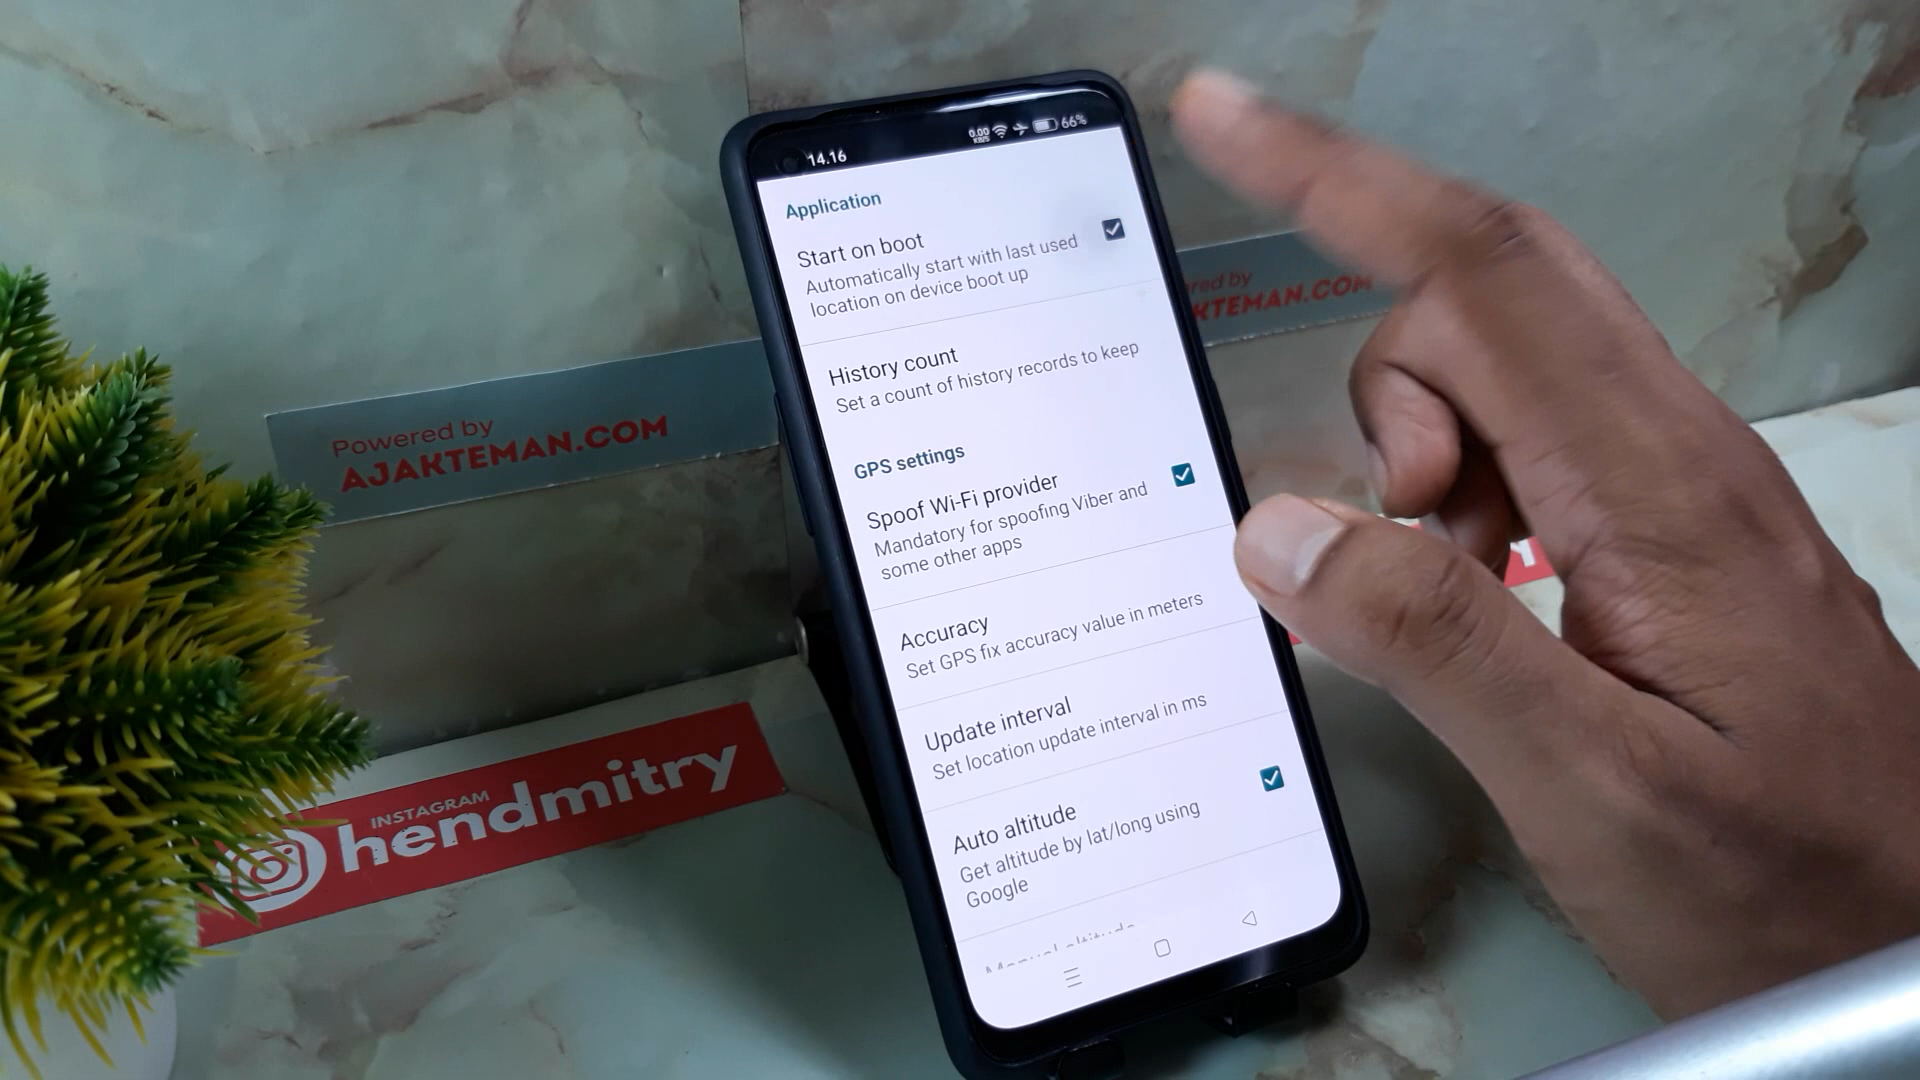 14.16
0.00
KB/S
66%
Application
Start on boot
Automatically start with last used
location on device boot up
History count
Set a count of history records to keep
GPS settings
Spoof Wi-Fi provider
Mandatory for spoofing Viber and
some other apps
Accuracy
Set GPS fix accuracy value in meters
Update interval
Set location update interval in ms
Auto altitude
Get altitude by lat/long using
Google
Powered by
AJAKTEMAN.COM
INSTAGRAM
hendmitry